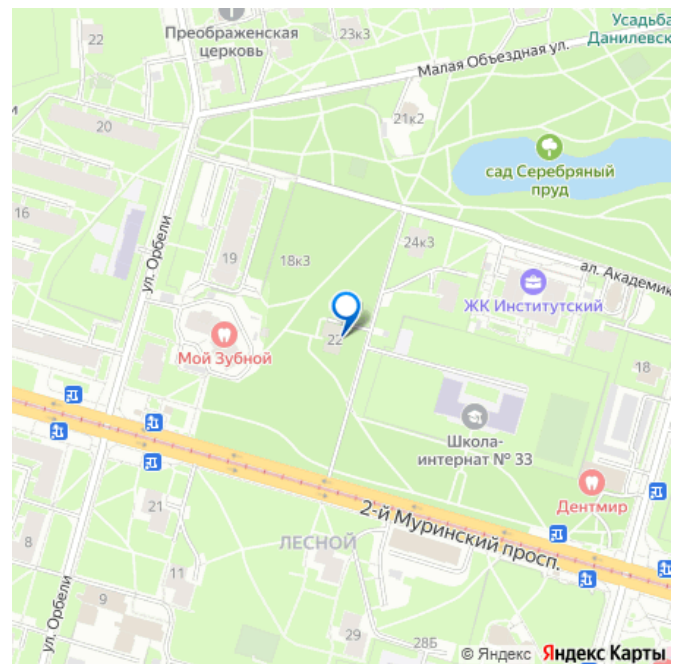 Усадьба
Данилевск
22
Преображенская
церковь
23к3
Малая Объездная ул.
20
21к2
сад Серебряный
пруд
16
ул. Орбели
19
18к3
24к3
ал. Академик
ЖК Институтский
22
Мой Зубной
18
Школа-
интернат № 33
Дентмир
21
2-й Муринский просп.
8
ЛЕСНОЙ
11
9
ул. Орбели
29
28Б
© Яндекс Яндекс Карты